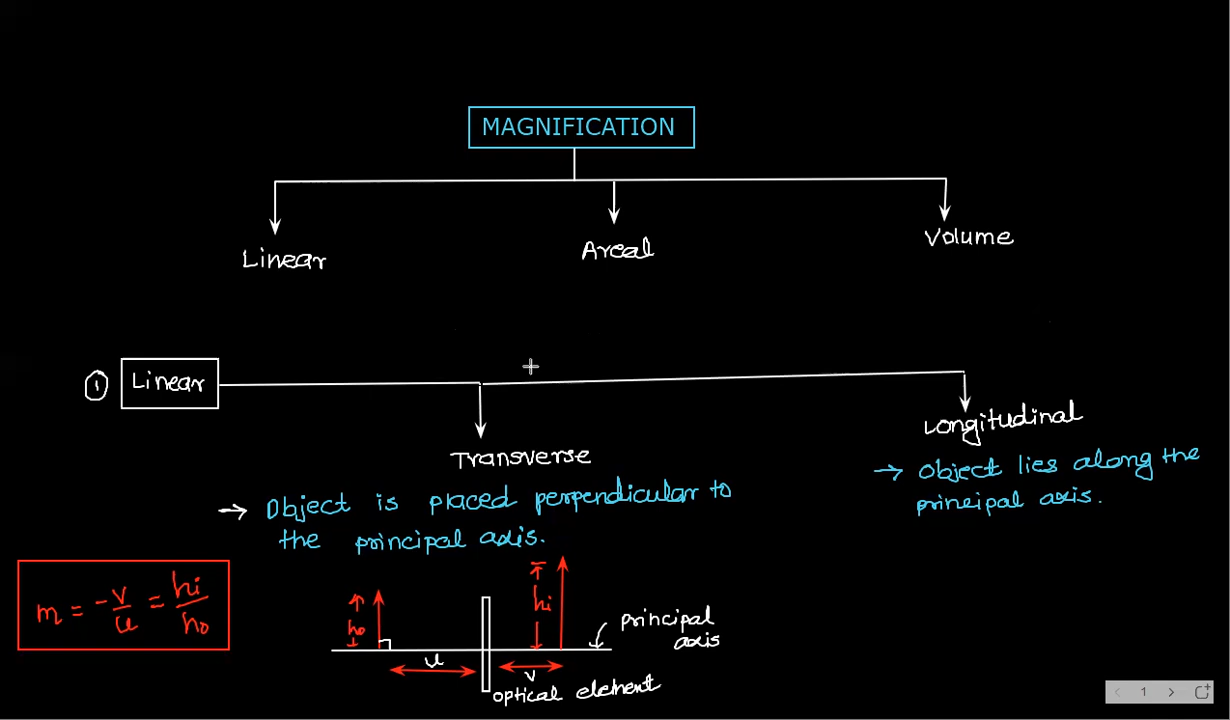 MAGNIFICATION
Linear
Areal
Volume
① Linear
Transverse
→ Object is placed perpendicular to
the principal axis.
Longitudinal
→ Object lies along the
principal axis.
m = -v/u = hi/ho
ho
hi
principal
axis
u
v
optical element
1